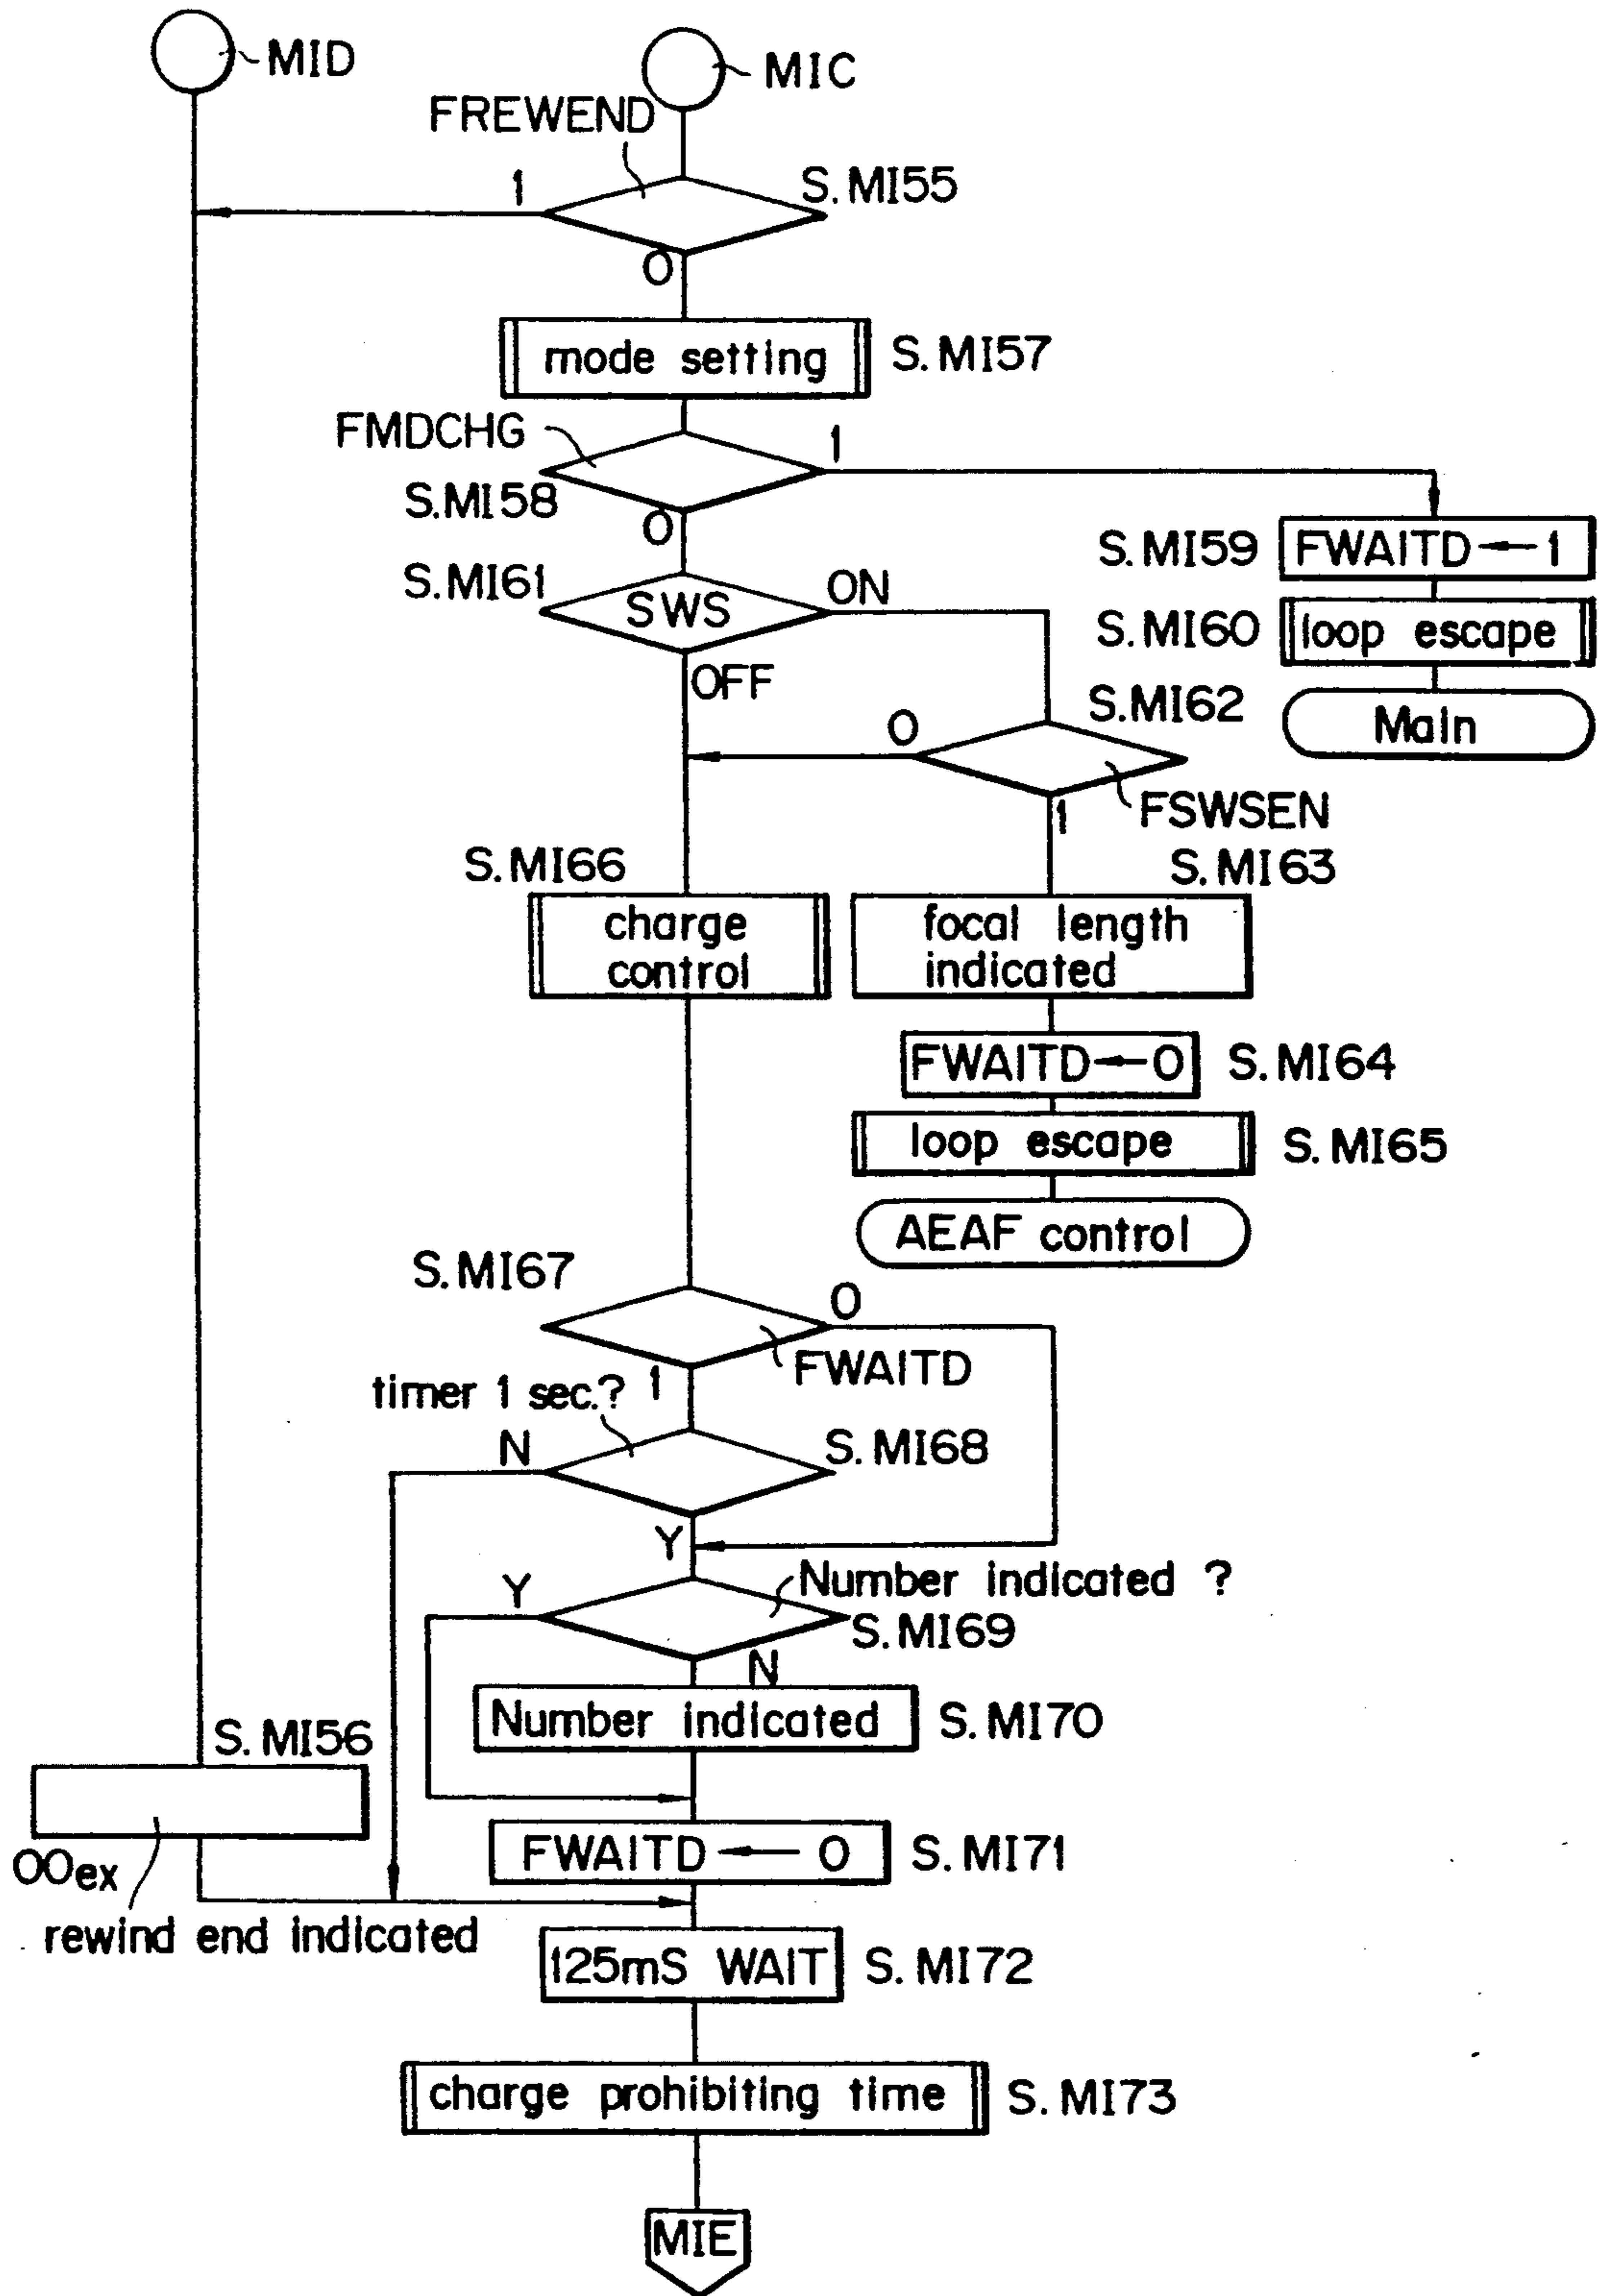 MID
MIC
FREWEND
1
S.MI55
0
mode setting
S.MI57
FMDCHG
1
S.MI58
0
S.MI59
FWAITD ← 1
S.MI61
SWS
ON
S.MI60
loop escape
OFF
S.MI62
Main
0
FSWSEN
1
S.MI66
S.MI63
charge
control
focal length
indicated
FWAITD ← 0
S.MI64
loop escape
S.MI65
AEAF control
S.MI67
0
FWAITD
timer 1 sec.?
1
N
S.MI68
Y
Number indicated ?
Y
S.MI69
N
Number indicated
S.MI70
S.MI56
FWAITD ← 0
S.MI71
00ex
rewind end indicated
125mS WAIT
S.MI72
charge prohibiting time
S.MI73
MIE